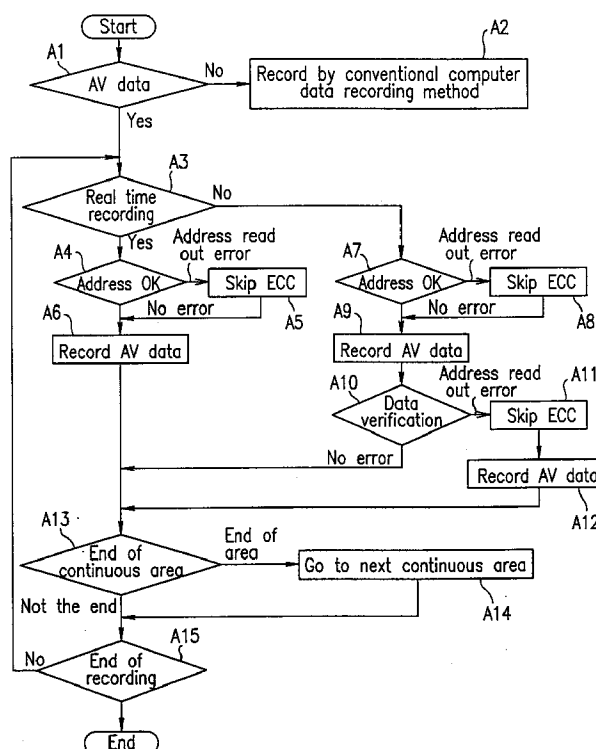 Start
A1
A2
AV data
No
Record by conventional computer
data recording method
Yes
A3
Real time
recording
No
Yes
A4
Address read
out error
Address OK
Skip ECC
A5
No error
A6
Record AV data
A7
Address read
out error
Address OK
Skip ECC
A8
No error
A9
Record AV data
A10
Address read
out error
A11
Data
verification
Skip ECC
No error
Record AV data
A12
A13
End of
continuous area
End of
area
Go to next continuous area
A14
Not the end
A15
No
End of
recording
End